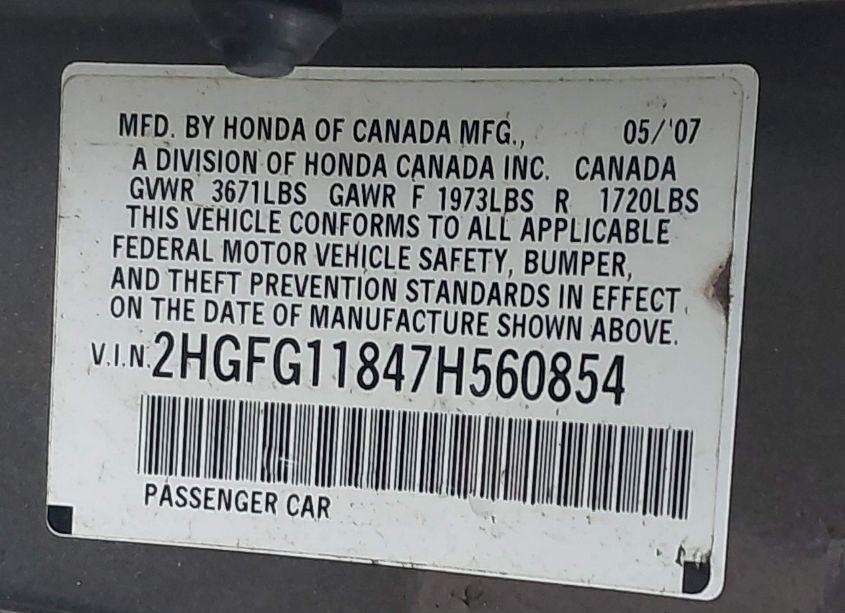 MFD. BY HONDA OF CANADA MFG., 05/'07
A DIVISION OF HONDA CANADA INC. CANADA
GVWR 3671LBS GAWR F 1973LBS R 1720LBS
THIS VEHICLE CONFORMS TO ALL APPLICABLE
FEDERAL MOTOR VEHICLE SAFETY, BUMPER,
AND THEFT PREVENTION STANDARDS IN EFFECT
ON THE DATE OF MANUFACTURE SHOWN ABOVE.
V.I.N. 2HGFG11847H560854
PASSENGER CAR